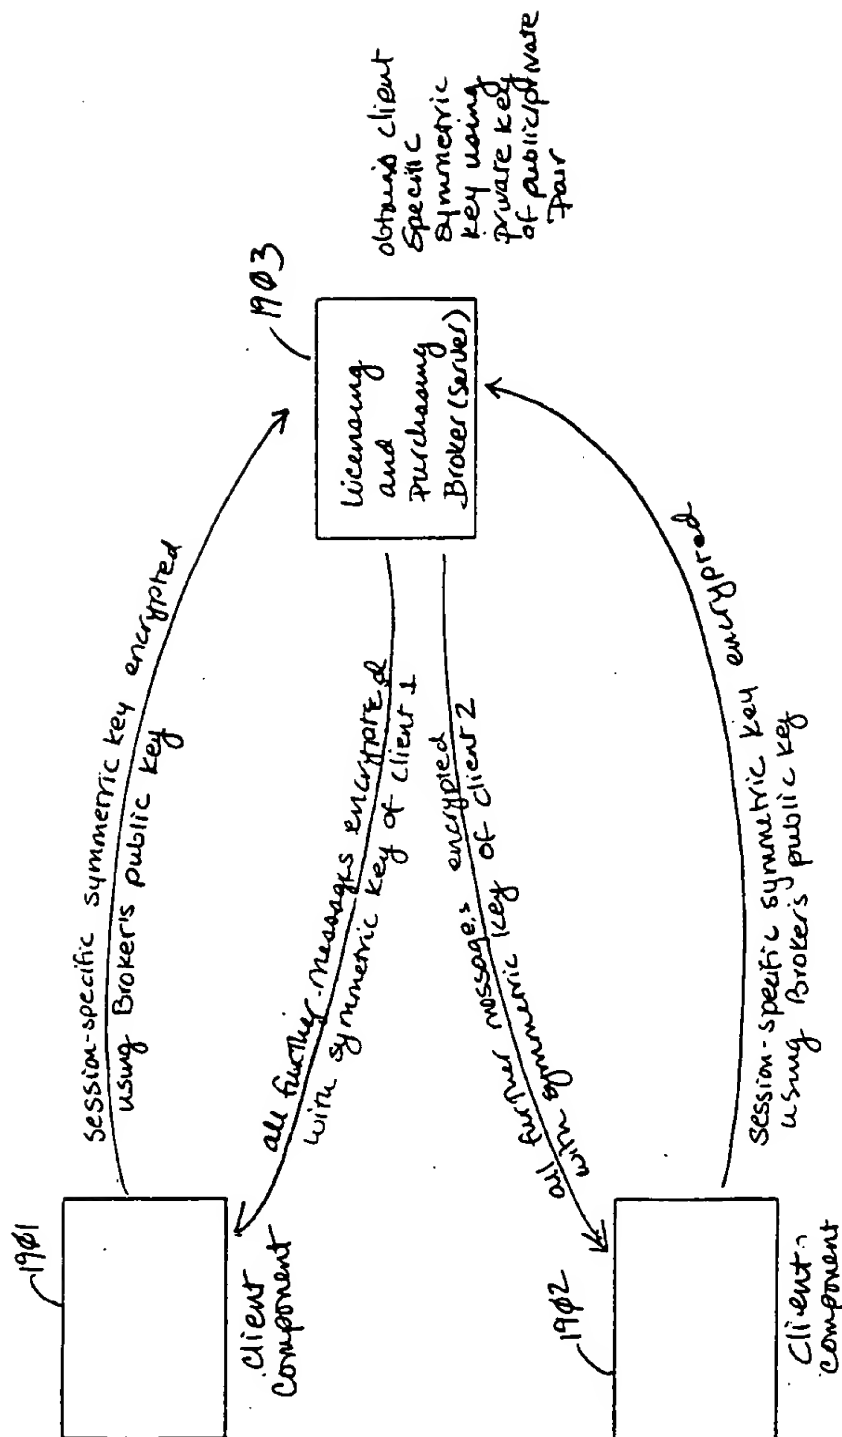 1901
client
component
session-specific symmetric key encrypted
using Broker's public key
all further messages encrypted
with symmetric key of client 1
1903
Licensing
and
Purchasing
Broker (Server)
obtains client
specific
symmetric
key using
private key
of public/private
Pair
all further messages encrypted
with symmetric key of client 2
1902
Client
component
session-specific symmetric key encrypted
using Broker's public key